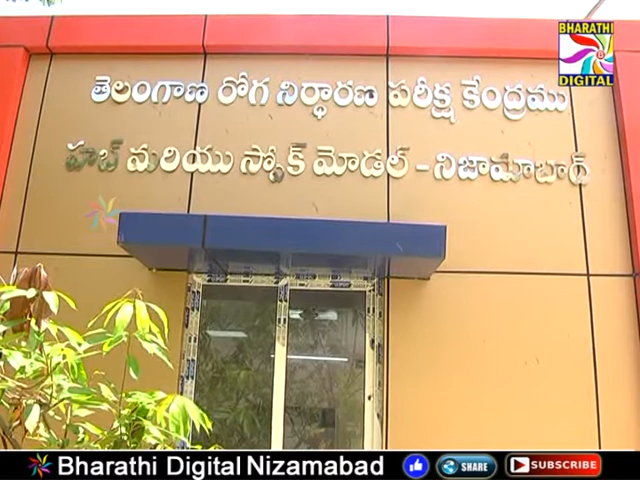 BHARATHI
DIGITAL
తెలంగాణ రోగ నిర్ధారణ పరీక్ష కేంద్రము
హబ్ మరియు స్పోక్ మోడల్ - నిజామాబాద్
Bharathi Digital Nizamabad
SHARE
SUBSCRIBE